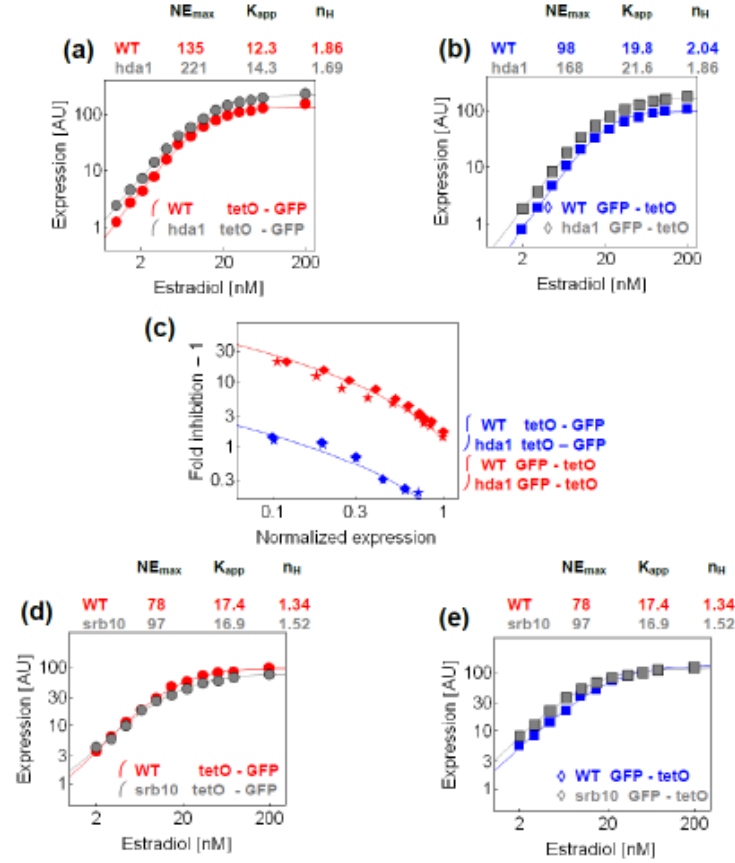 NEmax Kapp nH
(a) WT 135 12.3 1.86
hda1 221 14.3 1.69
Expression [AU]
100
10
1
WT tetO - GFP
hda1 tetO - GFP
2 20 200
Estradiol [nM]
NEmax Kapp nH
(b) WT 98 19.8 2.04
hda1 168 21.6 1.86
Expression [AU]
100
10
1
WT GFP - tetO
hda1 GFP - tetO
2 20 200
Estradiol [nM]
(c)
Fold inhibition - 1
30
10
3
1
0.3
0.1 0.3 1
Normalized expression
WT tetO - GFP
hda1 tetO - GFP
WT GFP - tetO
hda1 GFP - tetO
NEmax Kapp nH
(d) WT 78 17.4 1.34
srb10 97 16.9 1.52
Expression [AU]
100
30
10
3
1
WT tetO - GFP
srb10 tetO - GFP
2 20 200
Estradiol [nM]
NEmax Kapp nH
(e) WT 78 17.4 1.34
srb10 97 16.9 1.52
Expression [AU]
100
30
10
3
1
WT GFP - tetO
srb10 GFP - tetO
2 20 200
Estradiol [nM]